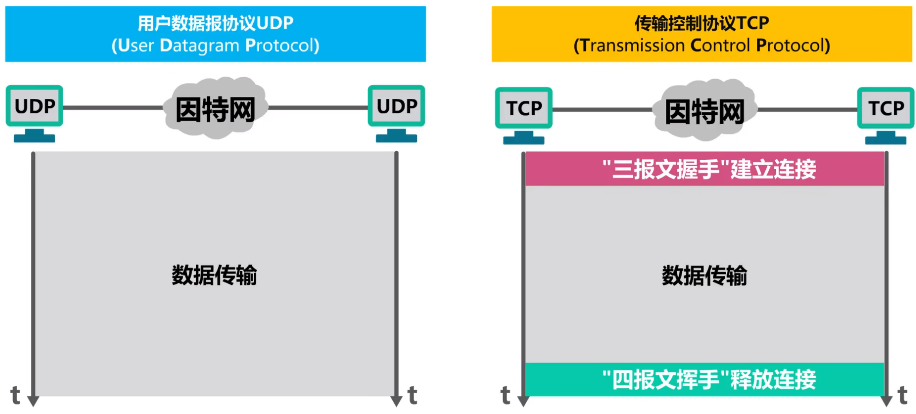 用户数据报协议UDP
(User Datagram Protocol)
UDP
因特网
UDP
数据传输
t
t
传输控制协议TCP
(Transmission Control Protocol)
TCP
因特网
TCP
"三报文握手"建立连接
数据传输
"四报文挥手"释放连接
t
t